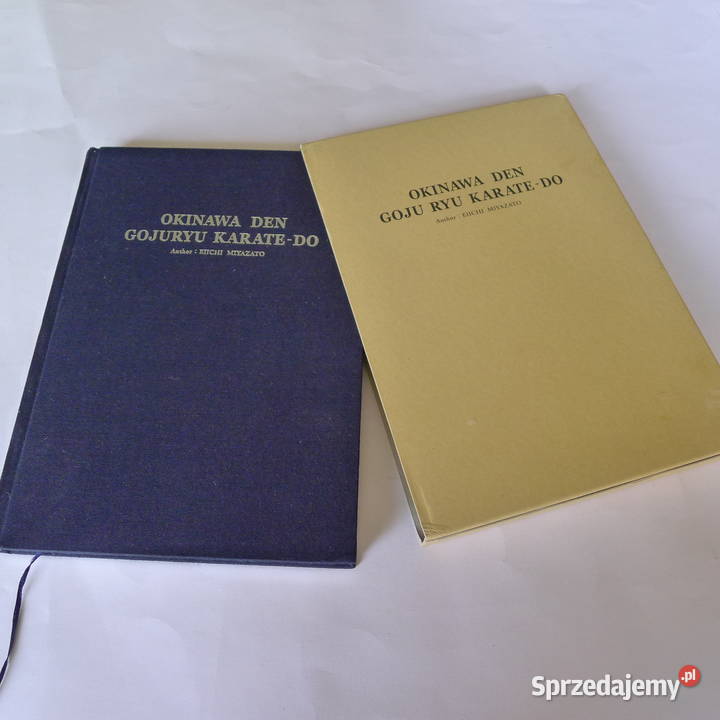 OKINAWA DEN
GOJURYU KARATE-DO
Author : EIICHI MIYAZATO
OKINAWA DEN
GOJU RYU KARATE-DO
Author : EIICHI MIYAZATO
Sprzedajemy.pl